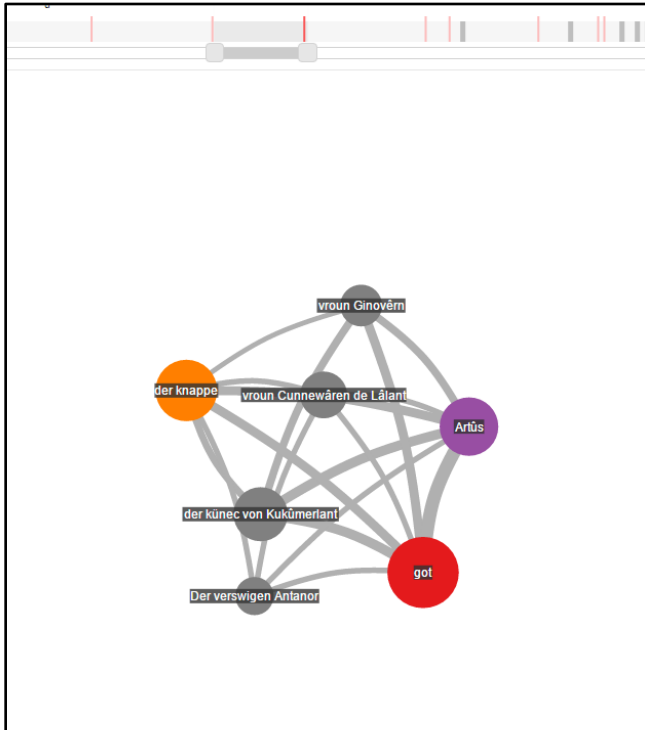 vroun Ginovêrn
der knappe
vroun Cunnewâren de Lâlant
Artûs
der künec von Kukûmerlant
got
Der verswigen Antanor